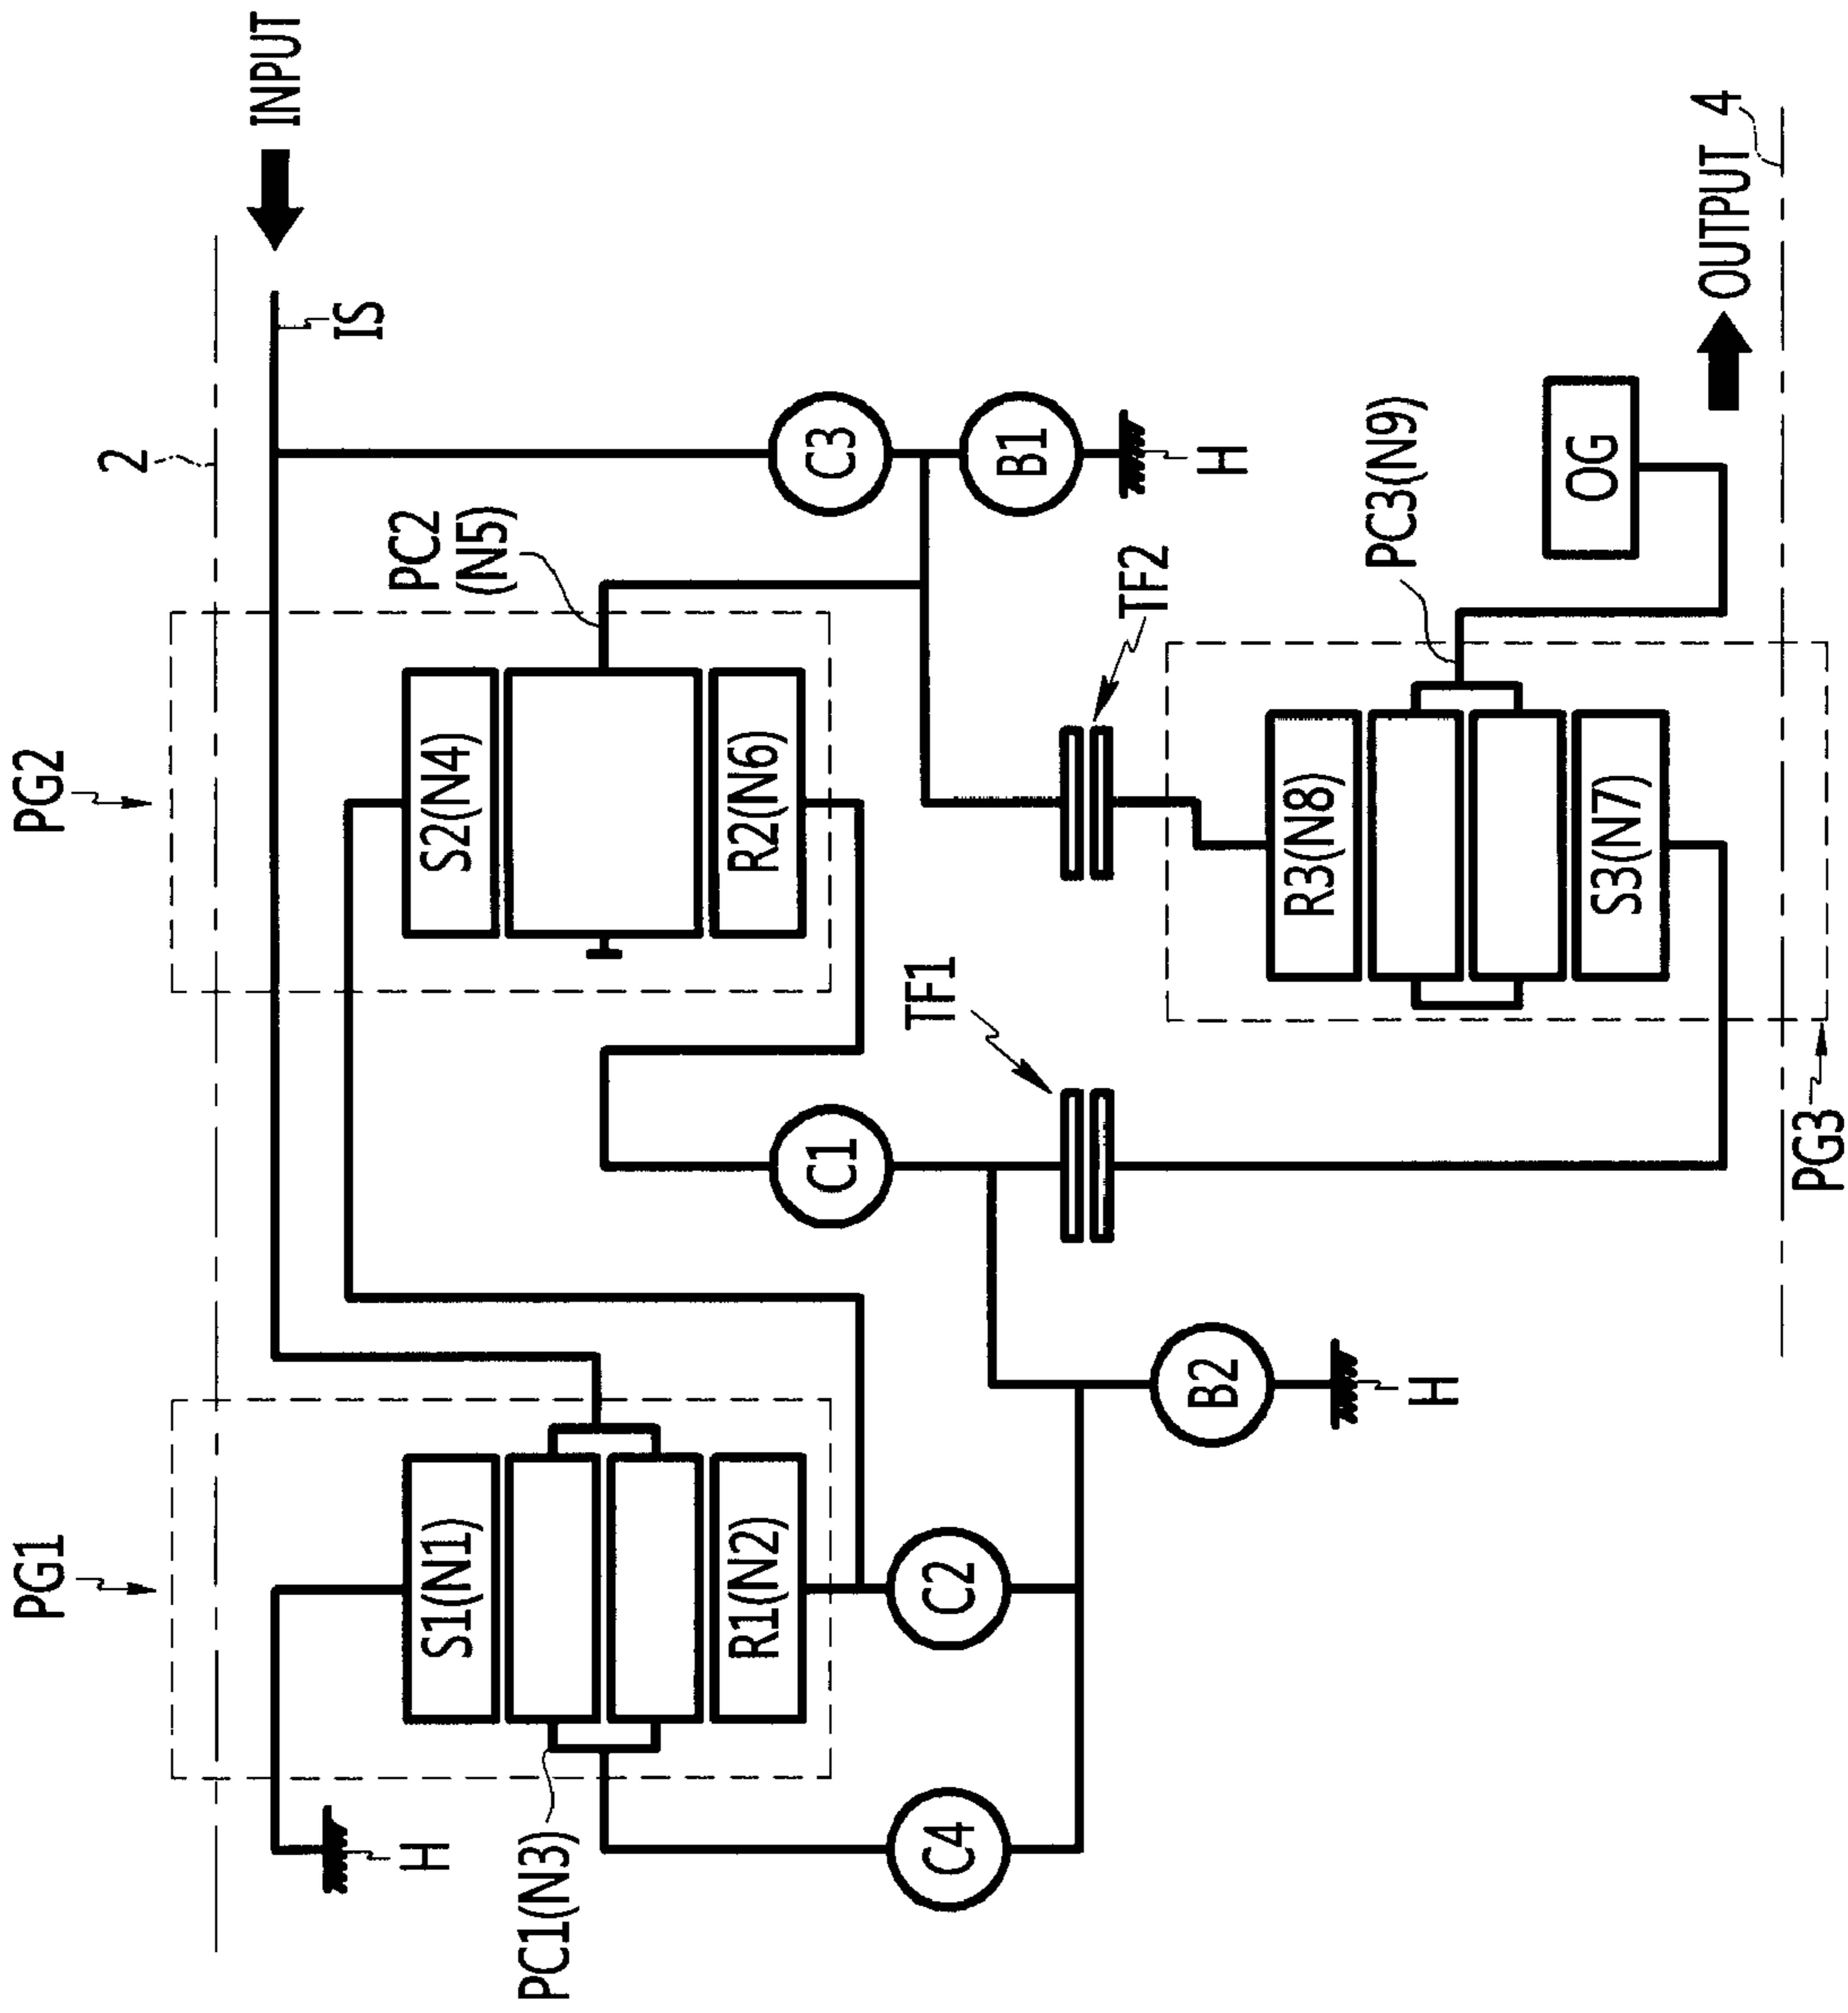 PG1
PG2
2
INPUT
IS
H
PC1(N3)
S1(N1)
R1(N2)
S2(N4)
R2(N6)
PC2
(N5)
C4
C2
C1
C3
B1
H
B2
H
TF1
TF2
PC3(N9)
R3(N8)
S3(N7)
OG
OUTPUT
4
PG3